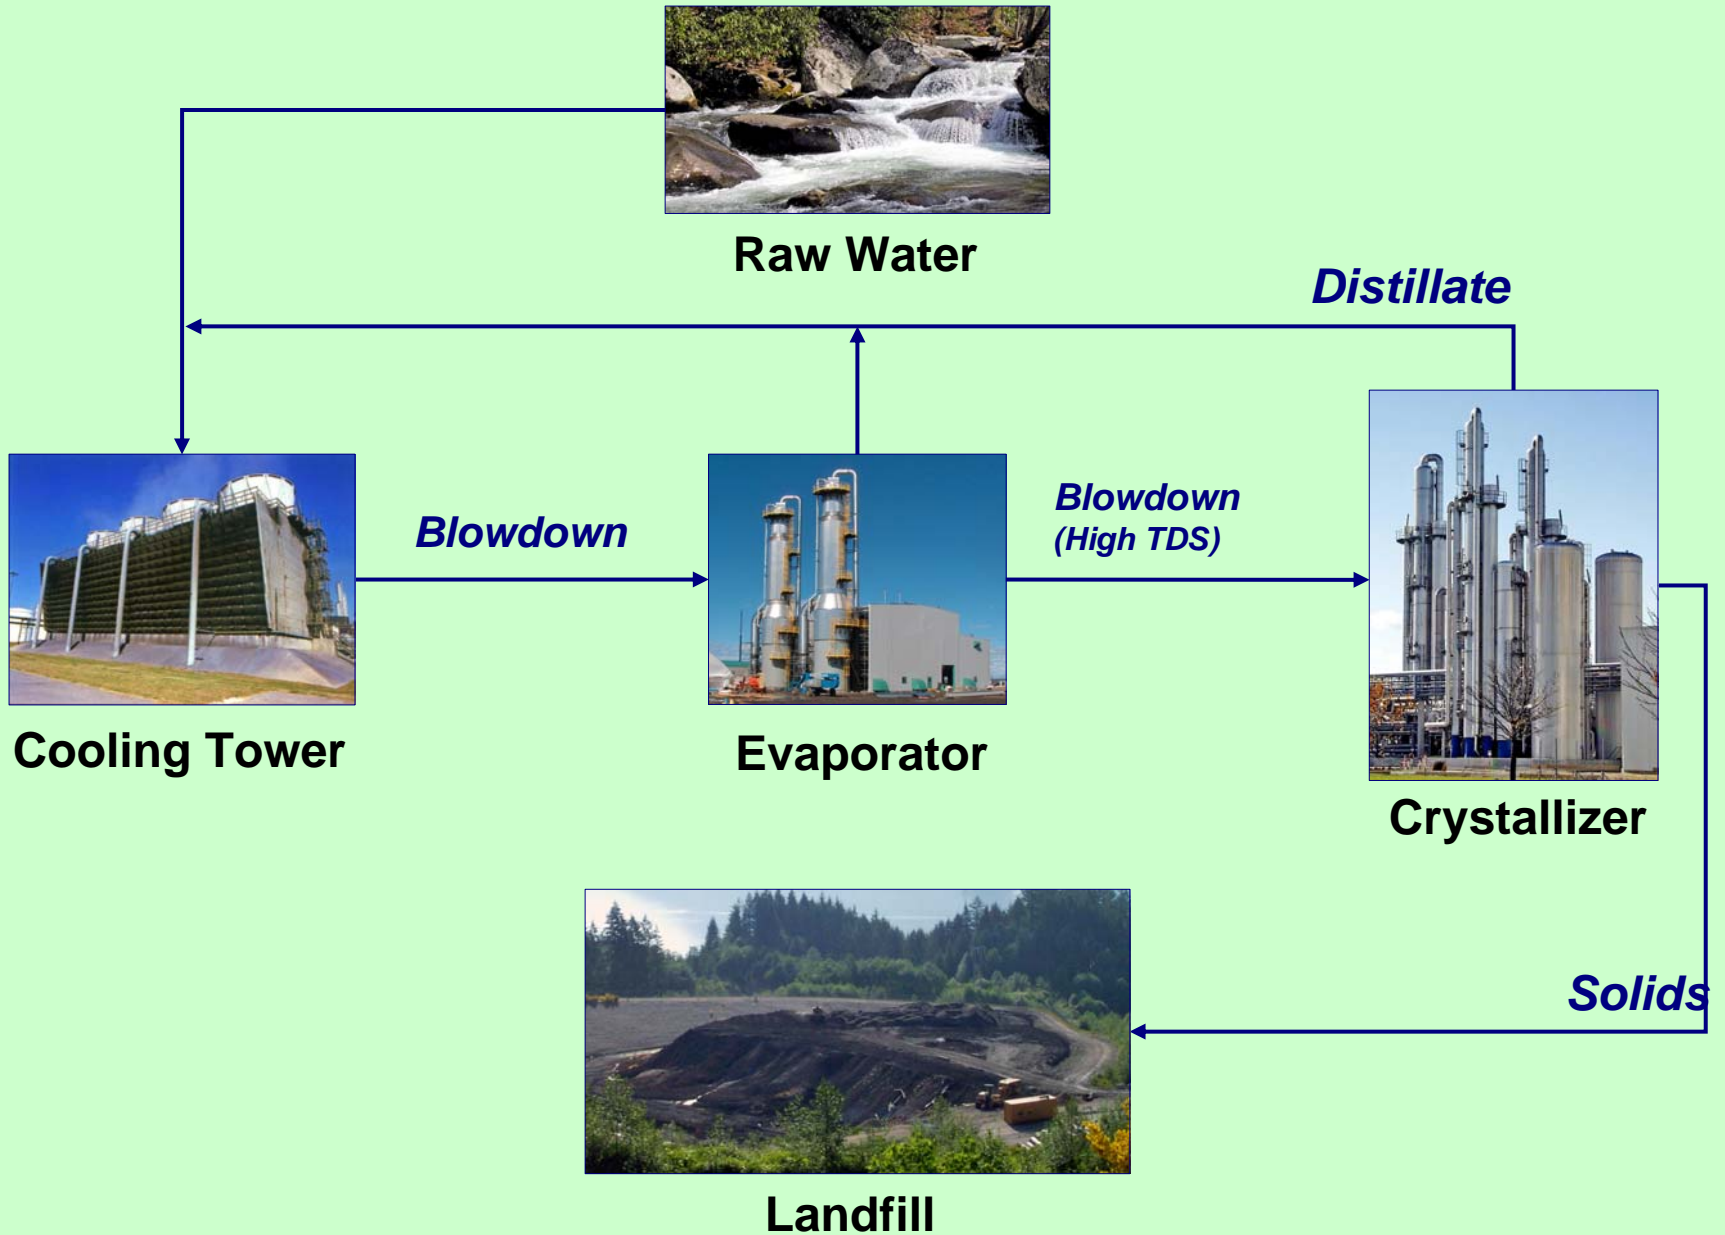 Raw Water
Distillate
Blowdown
Blowdown
(High TDS)
Cooling Tower
Evaporator
Crystallizer
Solids
Landfill